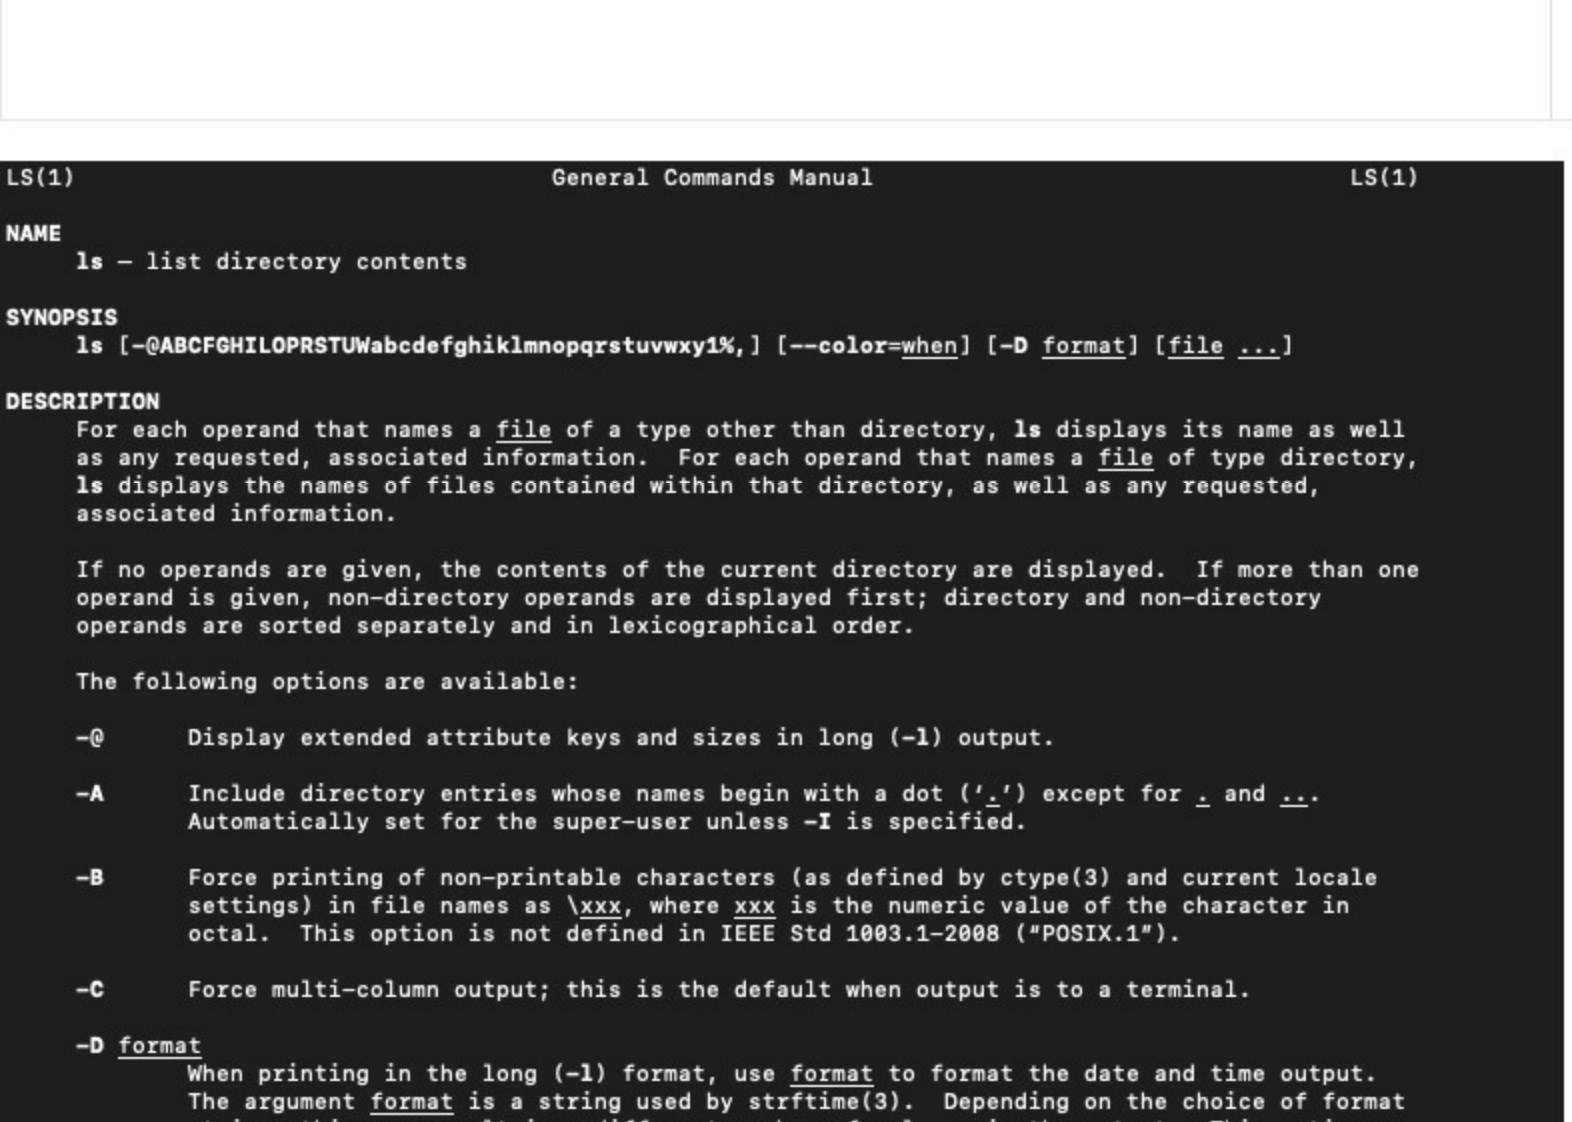 LS(1) General Commands Manual LS(1)
NAME
ls – list directory contents
SYNOPSIS
ls [-@ABCFGHILOPRSTUWabcdefghiklmnopqrstuvwxy1%,] [--color=when] [-D format] [file ...]
DESCRIPTION
For each operand that names a file of a type other than directory, ls displays its name as well
as any requested, associated information.  For each operand that names a file of type directory,
ls displays the names of files contained within that directory, as well as any requested,
associated information.
If no operands are given, the contents of the current directory are displayed.  If more than one
operand is given, non-directory operands are displayed first; directory and non-directory
operands are sorted separately and in lexicographical order.
The following options are available:
-@ Display extended attribute keys and sizes in long (-l) output.
-A Include directory entries whose names begin with a dot (‘.’) except for . and ...
Automatically set for the super-user unless -I is specified.
-B Force printing of non-printable characters (as defined by ctype(3) and current locale
settings) in file names as \xxx, where xxx is the numeric value of the character in
octal.  This option is not defined in IEEE Std 1003.1-2008 (“POSIX.1”).
-C Force multi-column output; this is the default when output is to a terminal.
-D format
When printing in the long (-l) format, use format to format the date and time output.
The argument format is a string used by strftime(3).  Depending on the choice of format